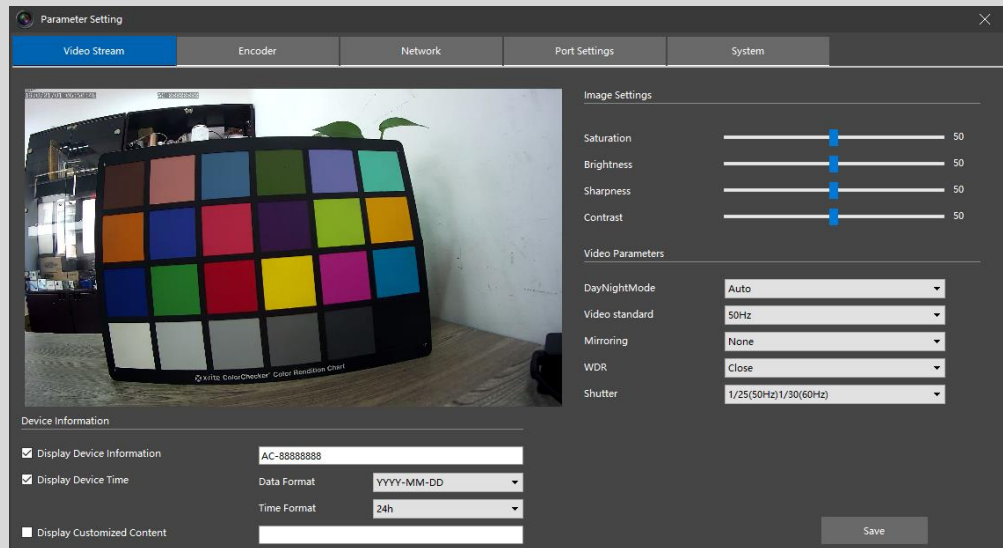 Parameter Setting
Video Stream Encoder Network Port Settings System
AC-88888888
x-rite ColorChecker® Color Rendition Chart
Image Settings
Saturation 50
Brightness 50
Sharpness 50
Contrast 50
Video Parameters
DayNightMode Auto
Video standard 50Hz
Mirroring None
WDR Close
Shutter 1/25(50Hz)1/30(60Hz)
Device Information
Display Device Information AC-88888888
Display Device Time Data Format YYYY-MM-DD
Time Format 24h
Display Customized Content
Save